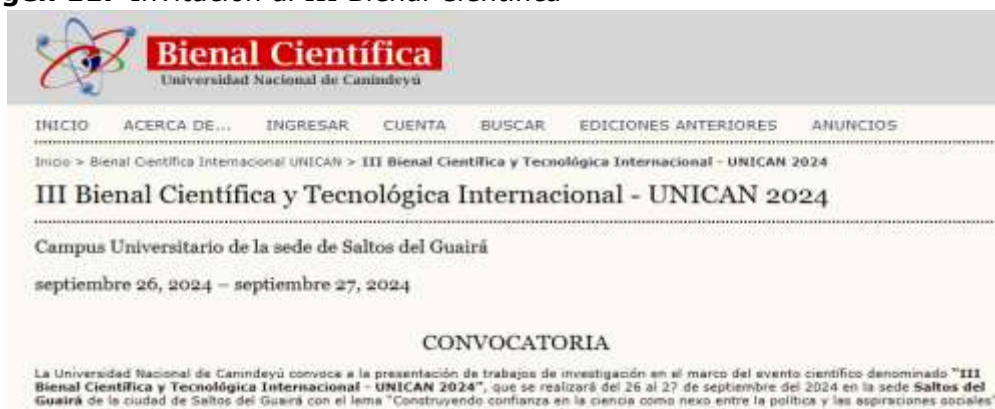 Invitación al III Bienal Científica
Bienal Científica
Universidad Nacional de Canindeyú
INICIO ACERCA DE... INGRESAR CUENTA BUSCAR EDICIONES ANTERIORES ANUNCIOS
Inicio > Bienal Científica Internacional UNICAN > III Bienal Científica y Tecnológica Internacional - UNICAN 2024
III Bienal Científica y Tecnológica Internacional - UNICAN 2024
Campus Universitario de la sede de Saltos del Guairá
septiembre 26, 2024 – septiembre 27, 2024
CONVOCATORIA
La Universidad Nacional de Canindeyú convoca a la presentación de trabajos de investigación en el marco del evento científico denominado "III
Bienal Científica y Tecnológica Internacional - UNICAN 2024", que se realizará del 26 al 27 de septiembre del 2024 en la sede Saltos del
Guairá de la ciudad de Saltos del Guairá con el lema "Construyendo confianza en la ciencia como nexo entre la política y las aspiraciones sociales"